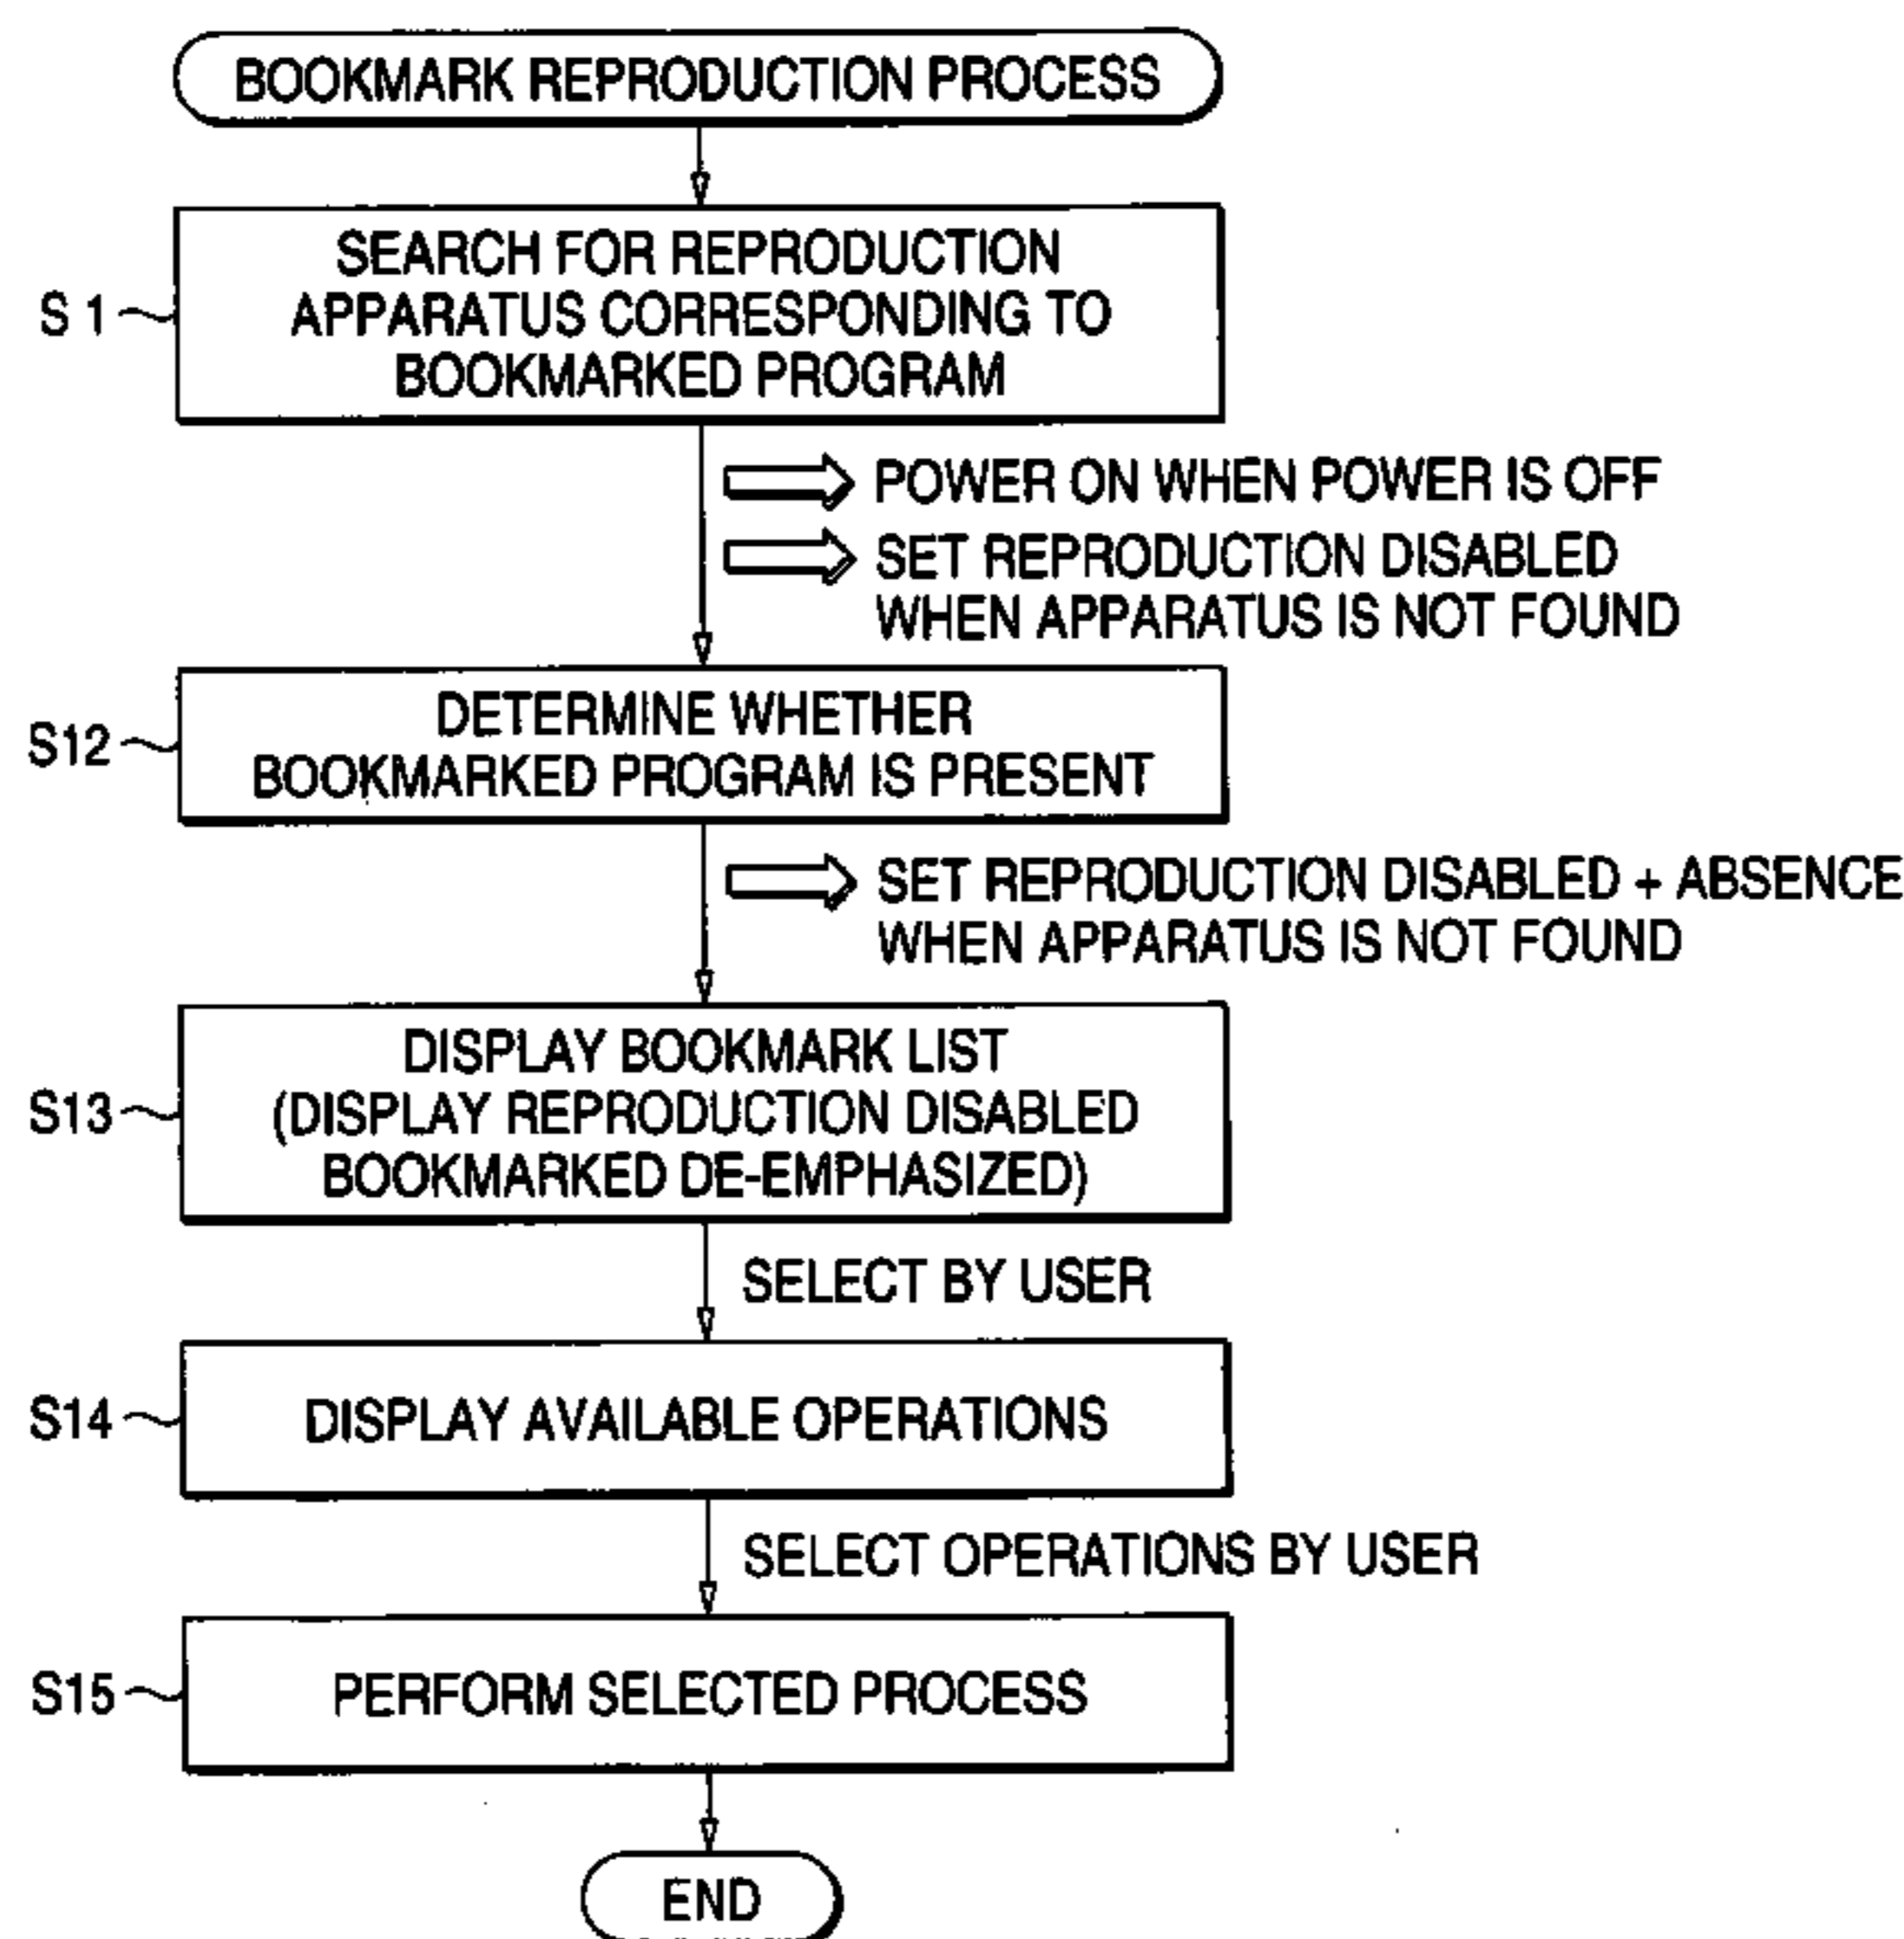 BOOKMARK REPRODUCTION PROCESS
S 1
SEARCH FOR REPRODUCTION
APPARATUS CORRESPONDING TO
BOOKMARKED PROGRAM
POWER ON WHEN POWER IS OFF
SET REPRODUCTION DISABLED
WHEN APPARATUS IS NOT FOUND
S12
DETERMINE WHETHER
BOOKMARKED PROGRAM IS PRESENT
SET REPRODUCTION DISABLED + ABSENCE
WHEN APPARATUS IS NOT FOUND
S13
DISPLAY BOOKMARK LIST
(DISPLAY REPRODUCTION DISABLED
BOOKMARKED DE-EMPHASIZED)
SELECT BY USER
S14
DISPLAY AVAILABLE OPERATIONS
SELECT OPERATIONS BY USER
S15
PERFORM SELECTED PROCESS
END